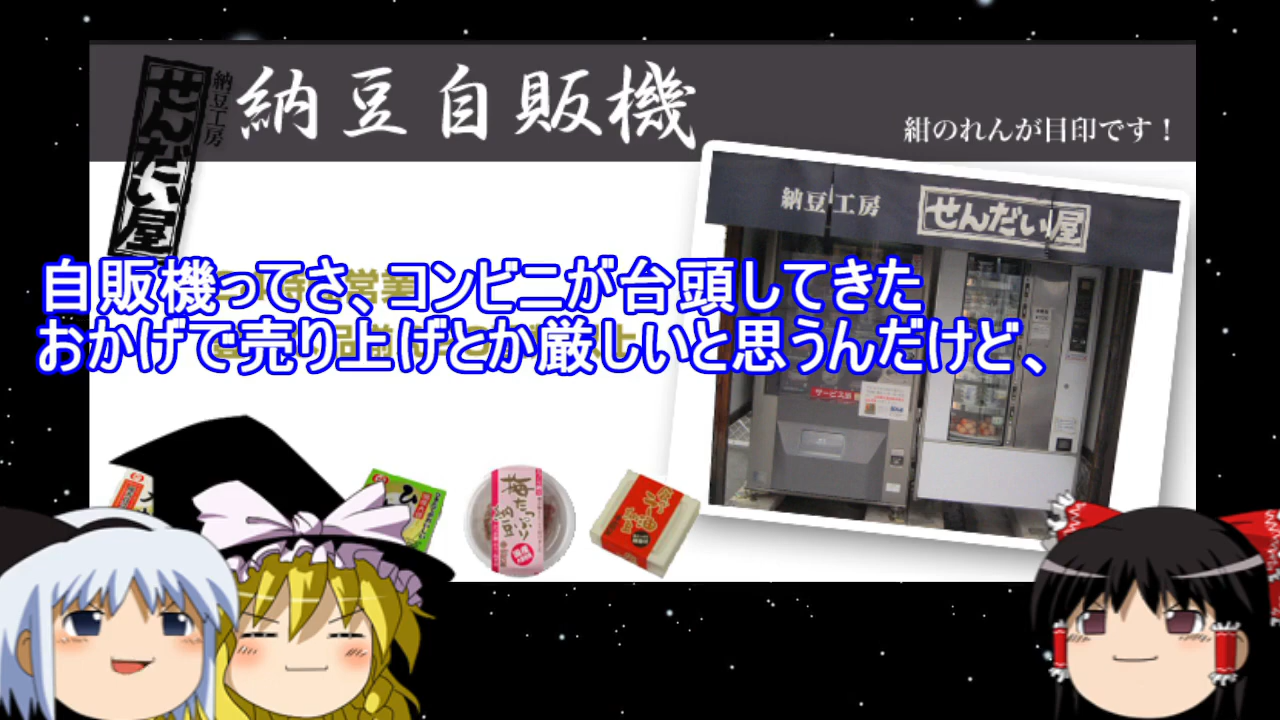 納豆自販機
納豆工房
せんだい屋
紺のれんが目印です！
納豆工房
せんだい屋
自販機ってさ、コンビニが台頭してきた
おかげで売り上げとか厳しいと思うんだけど、
営業
梅たっぷり
納豆